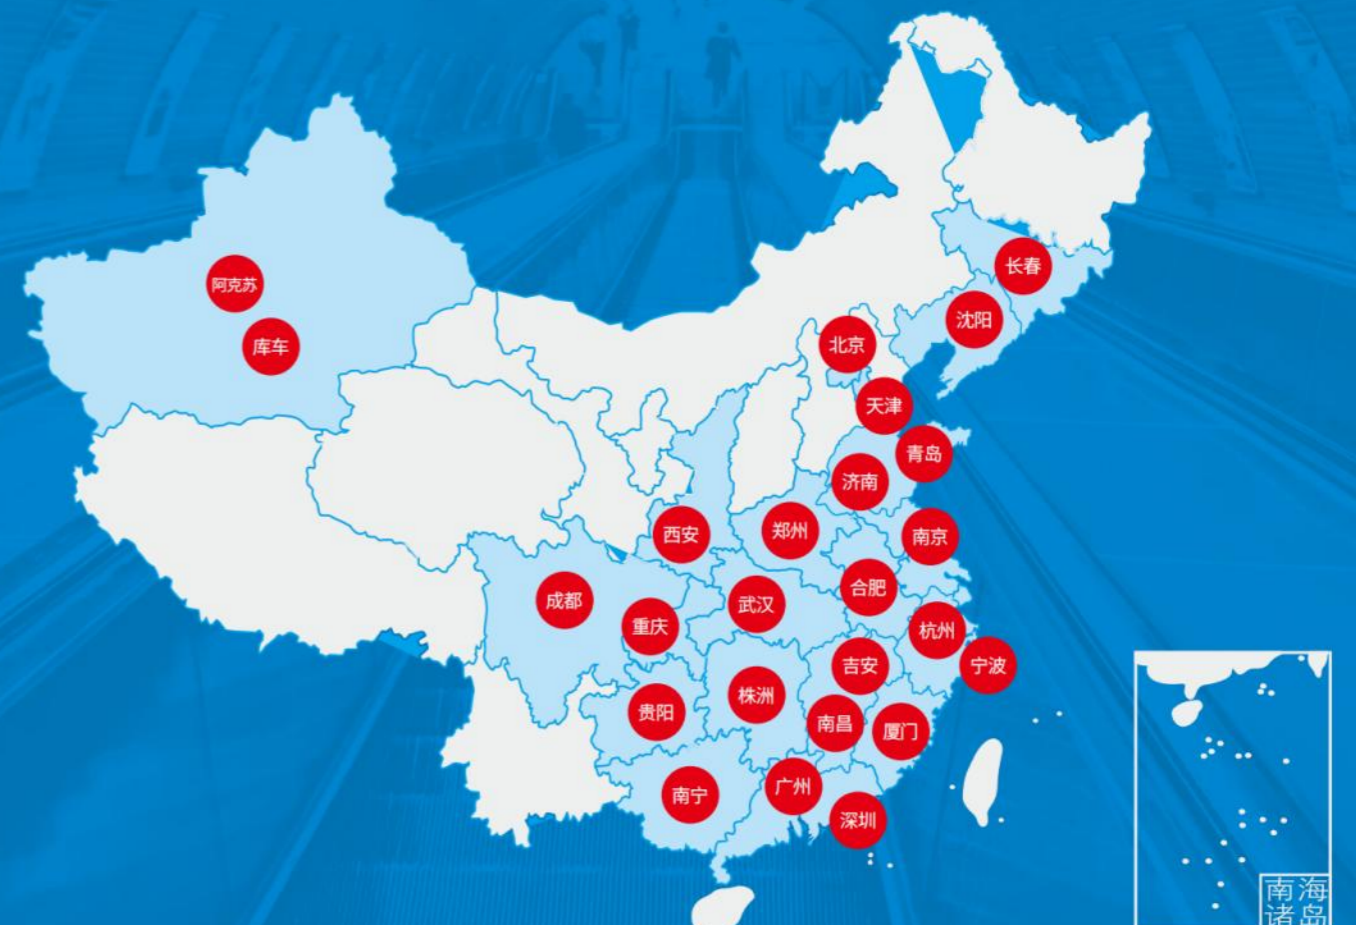 长春
阿克苏
沈阳
北京
库车
天津
青岛
济南
郑州
西安
南京
合肥
成都
武汉
重庆
杭州
吉安
宁波
株洲
贵阳
南昌
厦门
广州
南宁
深圳
南海
诸岛